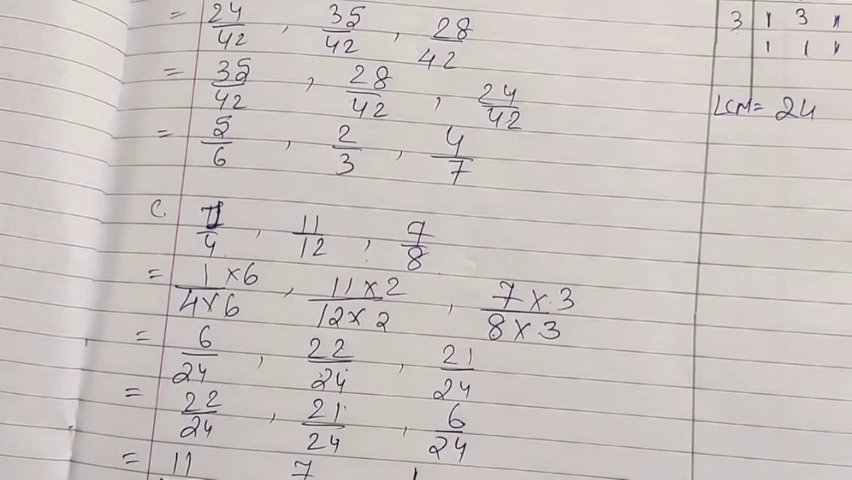 = 24/42 , 35/42 , 28/42
= 35/42 , 28/42 , 24/42
= 5/6 , 2/3 , 4/7
C. 1/4 , 11/12 , 7/8
= 1×6/4×6 , 11×2/12×2 , 7×3/8×3
= 6/24 , 22/24 , 21/24
= 22/24 , 21/24 , 6/24
= 11 7 1
3 | 1 3 1
1 1 1
LCM = 24